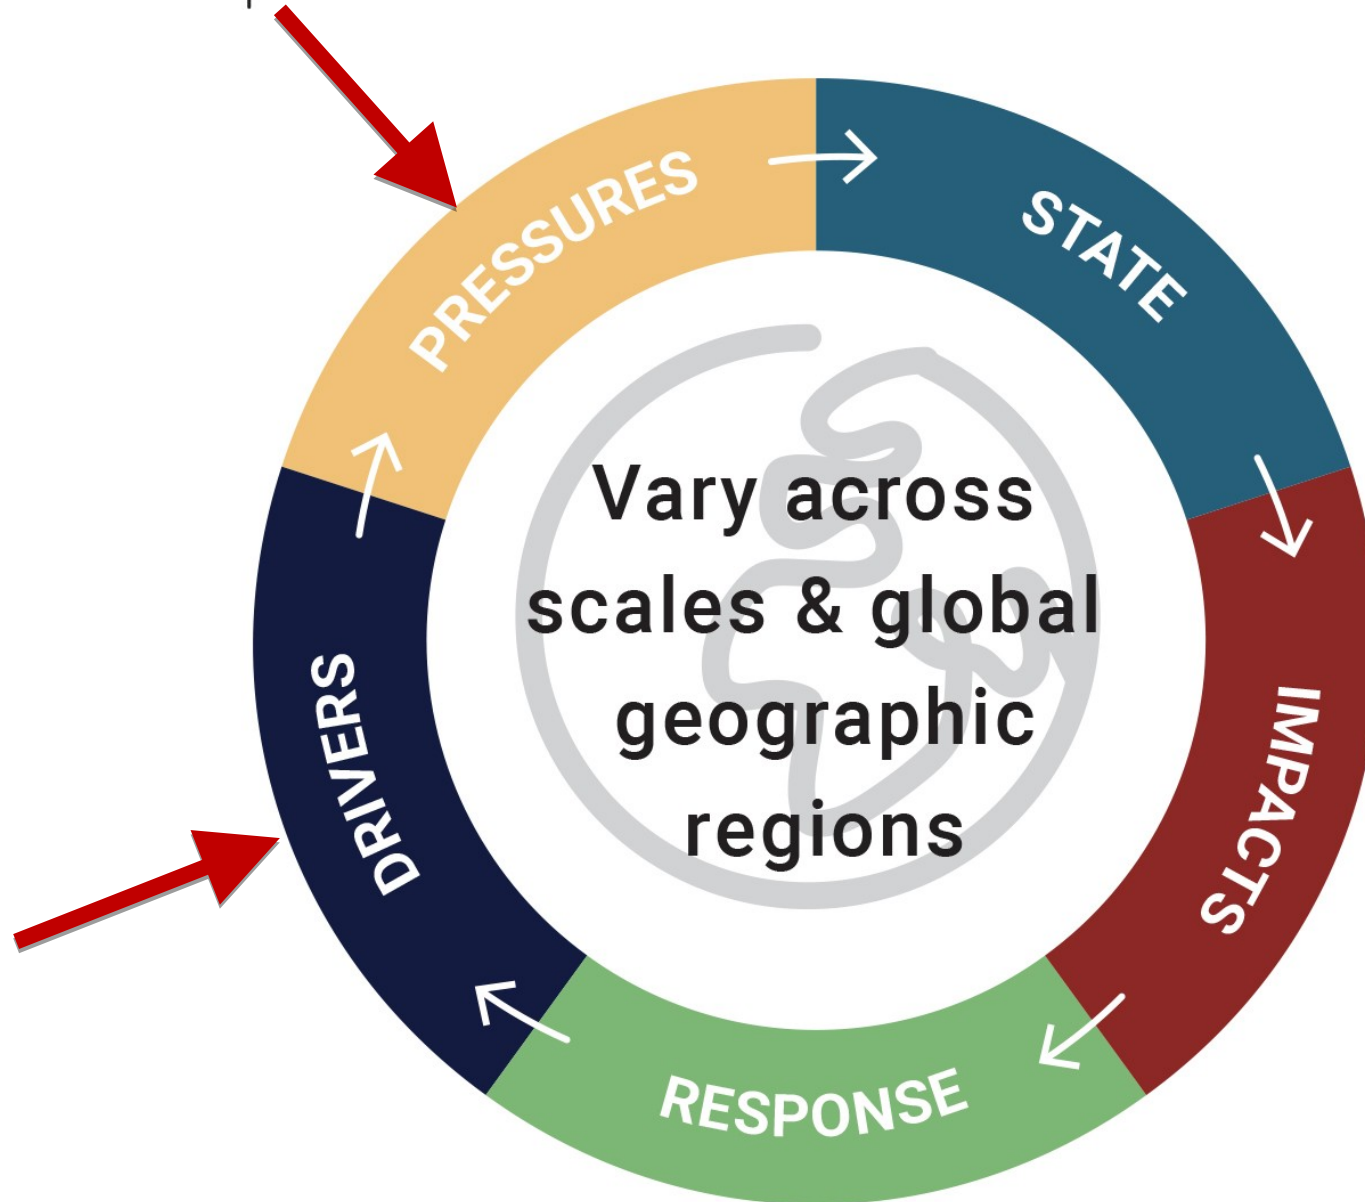 PRESSURES
STATE
Vary across
scales & global
geographic
regions
DRIVERS
IMPACTS
RESPONSE